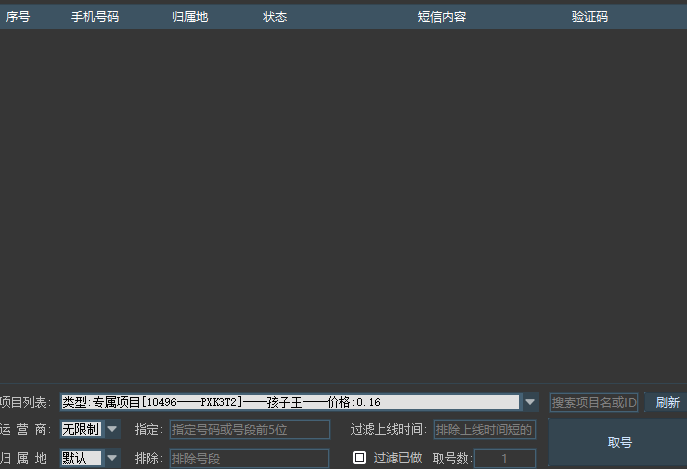 序号 手机号码 归属地 状态 短信内容 验证码
项目列表: 类型:专属项目[10496——PXK3T2]——孩子王——价格:0.16 搜索项目名或ID 刷新
运 营 商: 无限制 指定: 指定号码或号段前5位 过滤上线时间: 排除上线时间短的
取号
归 属 地 默认 排除: 排除号段 过滤已做 取号数: 1